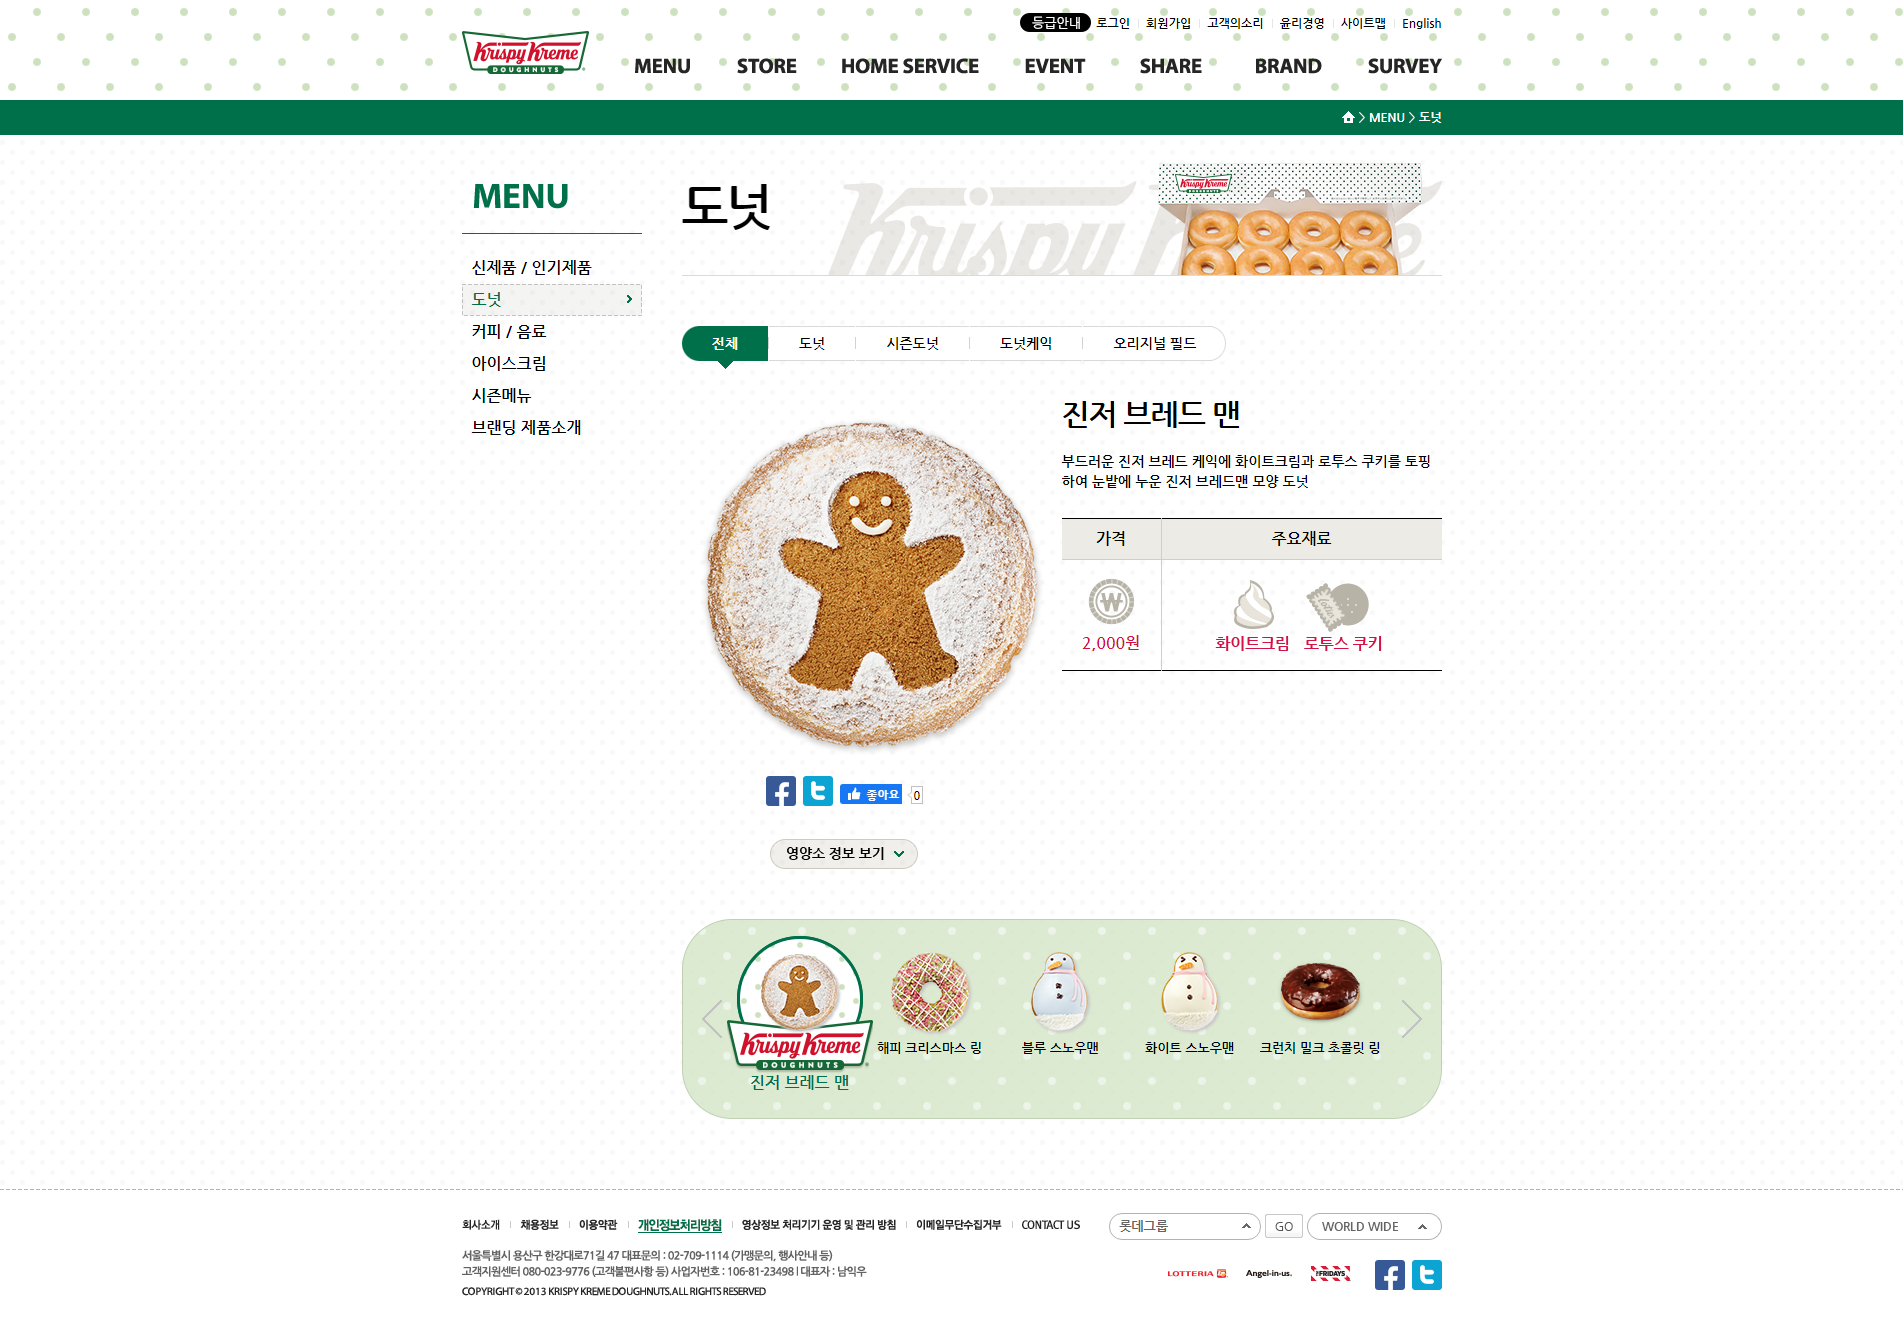 등급안내 로그인 회원가입 고객의소리 윤리경영 사이트맵 English
Krispy Kreme
DOUGHNUTS
MENU STORE HOME SERVICE EVENT SHARE BRAND SURVEY
> MENU > 도넛
MENU
신제품 / 인기제품
도넛
커피 / 음료
아이스크림
시즌메뉴
브랜딩 제품소개
도넛
Krispy Kreme
Krispy Kreme
전체 도넛 시즌도넛 도넛케익 오리지널 필드
진저 브레드 맨
부드러운 진저 브레드 케익에 화이트크림과 로투스 쿠키를 토핑
하여 눈밭에 누운 진저 브레드맨 모양 도넛
가격 주요재료
2,000원 화이트크림 로투스 쿠키
좋아요 0
영양소 정보 보기
Krispy Kreme
DOUGHNUTS
진저 브레드 맨
해피 크리스마스 링
블루 스노우맨
화이트 스노우맨
크런치 밀크 초콜릿 링
회사소개 채용정보 이용약관 개인정보처리방침 영상정보 처리기기 운영 및 관리 방침 이메일무단수집거부 CONTACT US
롯데그룹 GO WORLD WIDE
서울특별시 용산구 한강대로71길 47 대표문의 : 02-709-1114 (가맹문의, 행사안내 등)
고객지원센터 080-023-9776 (고객불편사항 등) 사업자번호 : 106-81-23498 | 대표자 : 남익우
COPYRIGHT © 2013 KRISPY KREME DOUGHNUTS. ALL RIGHTS RESERVED
LOTTERIA Angel-in-us. FRIDAYS